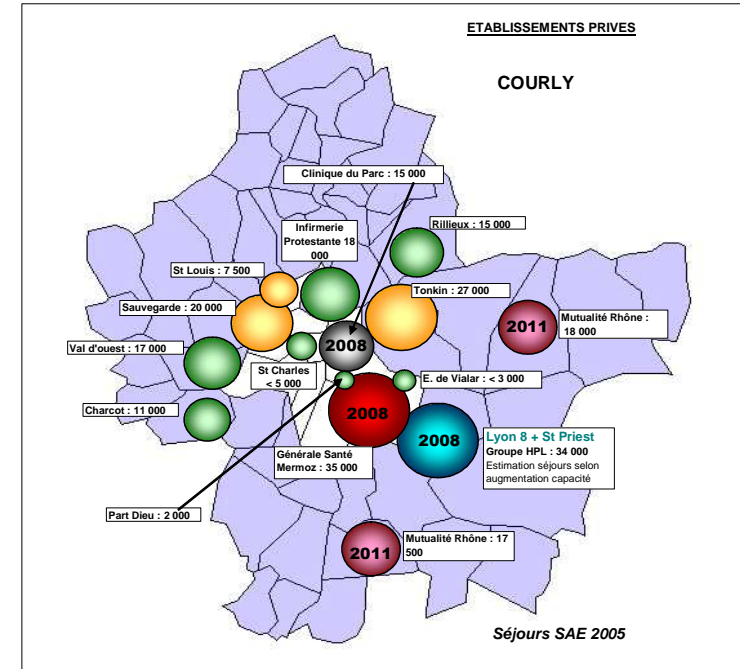 ETABLISSEMENTS PRIVES
COURLY
Clinique du Parc : 15 000
Infirmerie
Protestante 18
000
Rillieux : 15 000
St Louis : 7 500
Tonkin : 27 000
Sauvegarde : 20 000
2011
Mutualité Rhône :
18 000
2008
Val d'ouest : 17 000
St Charles
< 5 000
E. de Vialar : < 3 000
Charcot : 11 000
2008
2008
Lyon 8 + St Priest
Groupe HPL : 34 000
Estimation séjours selon
augmentation capacité
Générale Santé
Mermoz : 35 000
Part Dieu : 2 000
2011
Mutualité Rhône : 17
500
Séjours SAE 2005